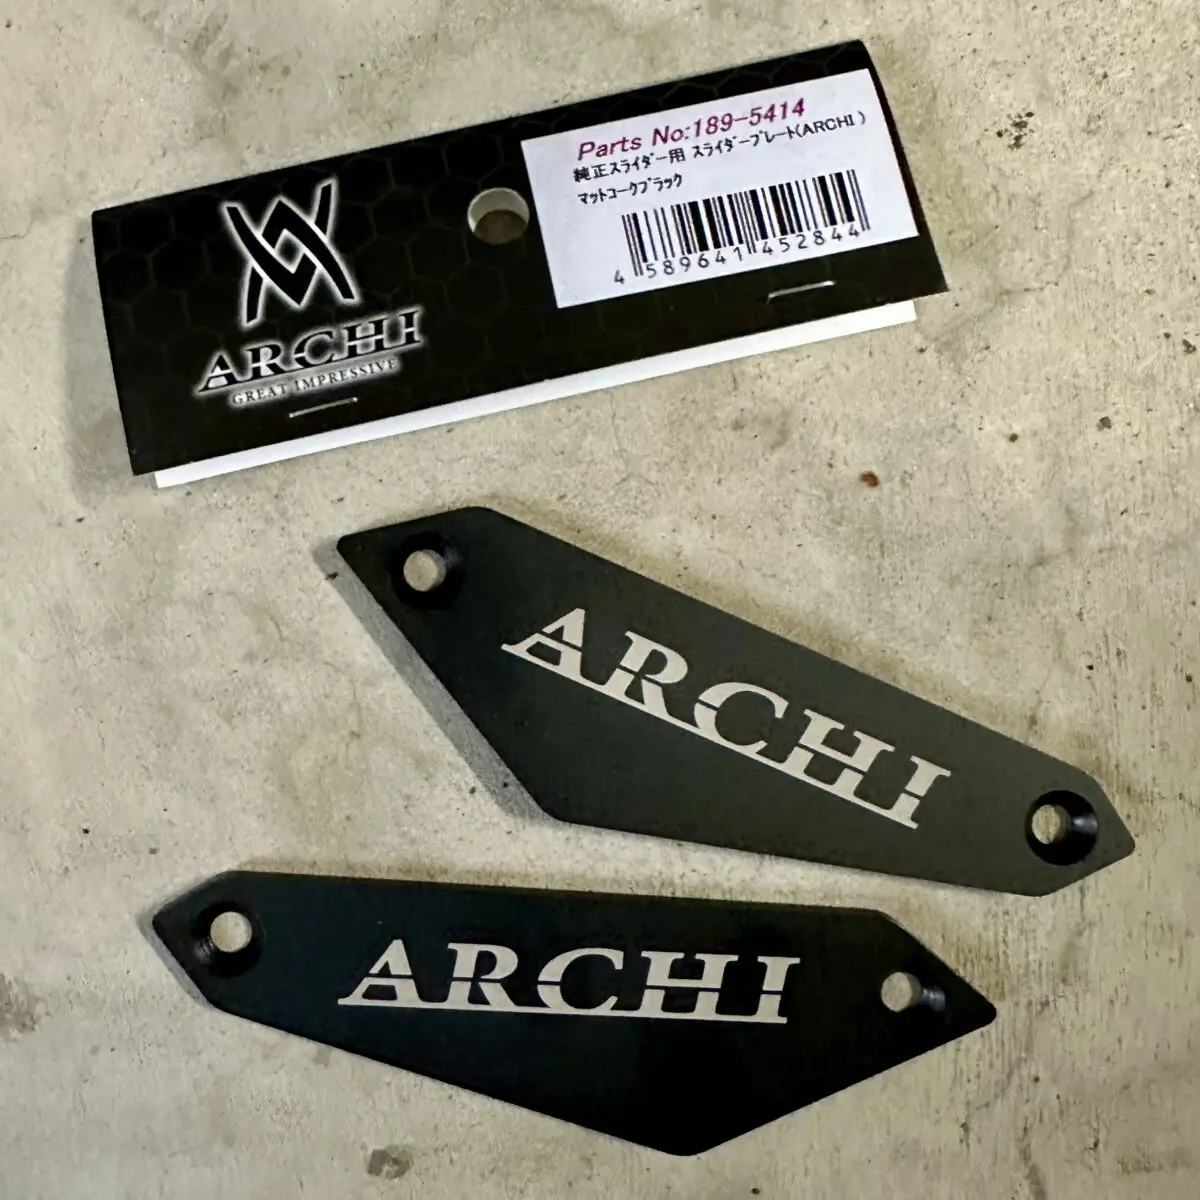 Parts No:189-5414
純正スライダー用 スライダープレート(ARCHI)
マットコークブラック
4 589641 452844
ARCHI
GREAT IMPRESSIVE
ARCHI
ARCHI